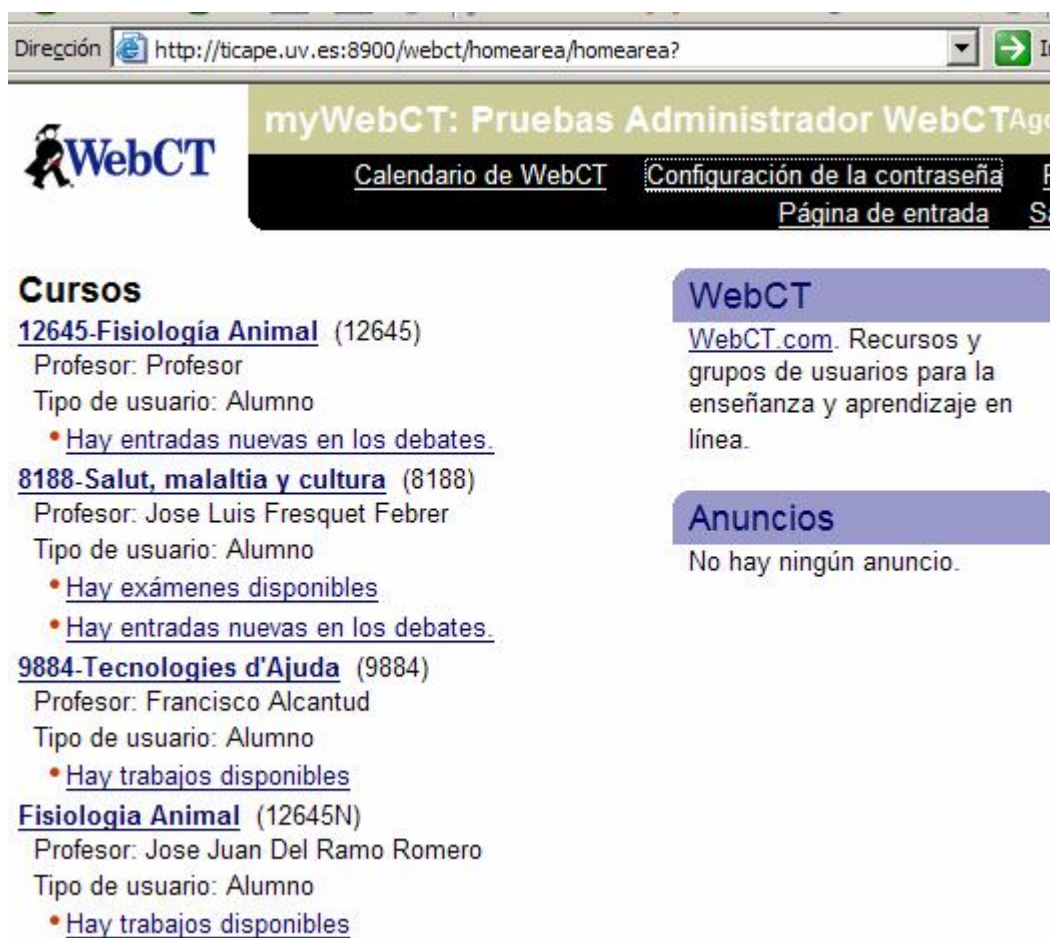 Dirección http://ticape.uv.es:8900/webct/homearea/homearea?
WebCT
myWebCT: Pruebas Administrador WebCT
Calendario de WebCT Configuración de la contraseña
Página de entrada
Cursos
12645-Fisiología Animal (12645)
Profesor: Profesor
Tipo de usuario: Alumno
Hay entradas nuevas en los debates.
8188-Salut, malaltia y cultura (8188)
Profesor: Jose Luis Fresquet Febrer
Tipo de usuario: Alumno
Hay exámenes disponibles
Hay entradas nuevas en los debates.
9884-Tecnologies d'Ajuda (9884)
Profesor: Francisco Alcantud
Tipo de usuario: Alumno
Hay trabajos disponibles
Fisiologia Animal (12645N)
Profesor: Jose Juan Del Ramo Romero
Tipo de usuario: Alumno
Hay trabajos disponibles
WebCT
WebCT.com. Recursos y
grupos de usuarios para la
enseñanza y aprendizaje en
línea.
Anuncios
No hay ningún anuncio.